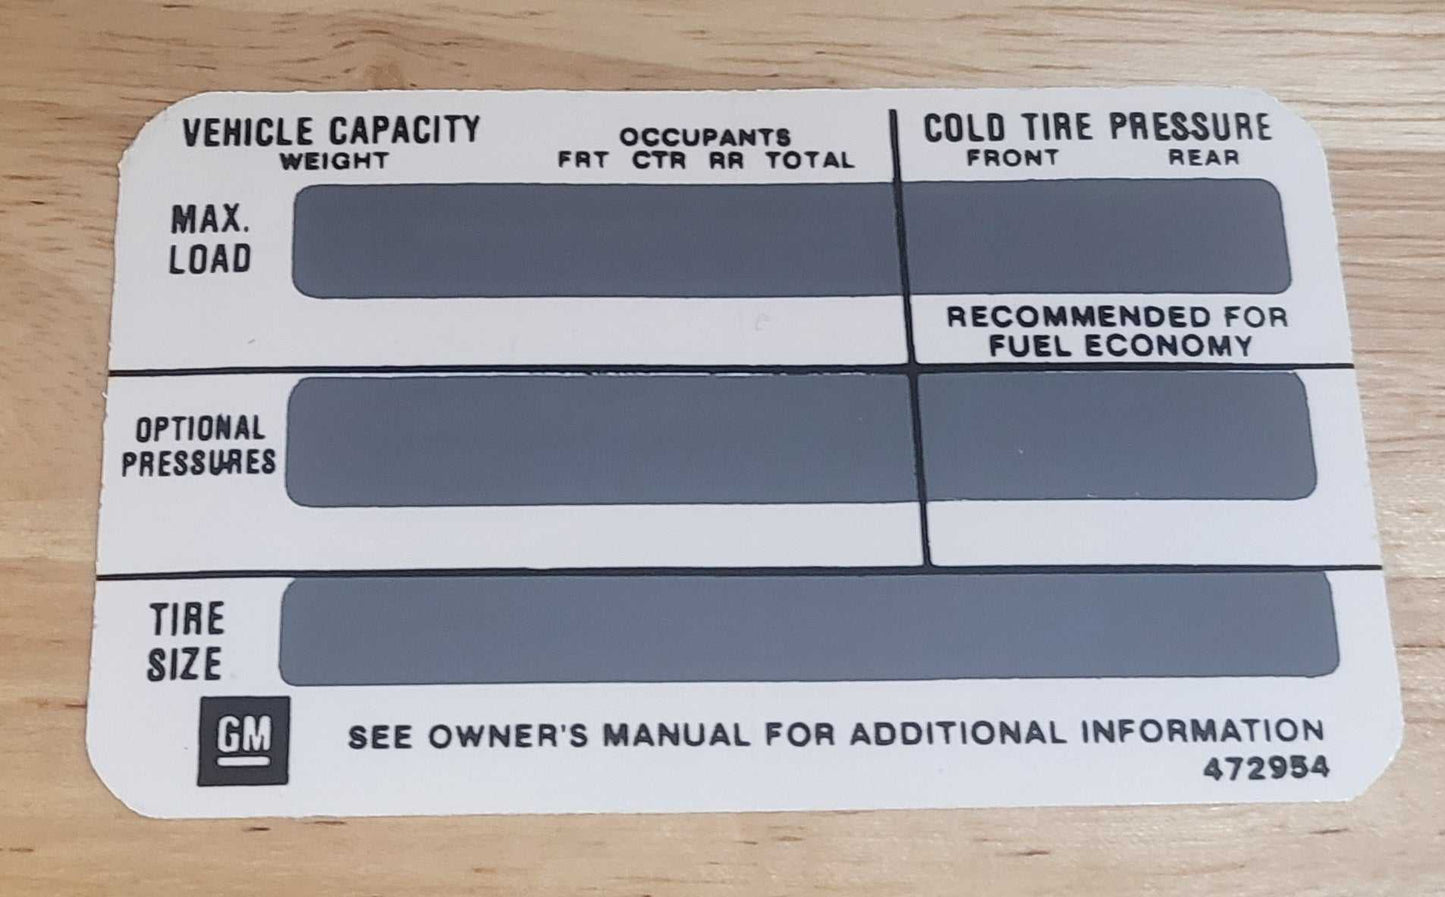 VEHICLE CAPACITY
WEIGHT
OCCUPANTS
FRT CTR RR TOTAL
COLD TIRE PRESSURE
FRONT REAR
MAX.
LOAD
RECOMMENDED FOR
FUEL ECONOMY
OPTIONAL
PRESSURES
TIRE
SIZE
GM
SEE OWNER'S MANUAL FOR ADDITIONAL INFORMATION
472954